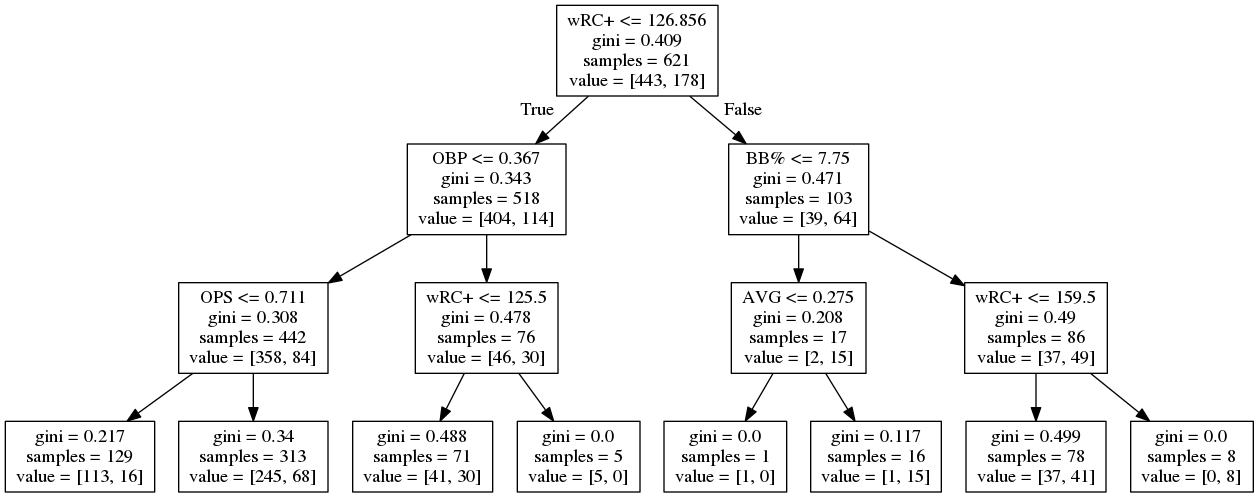 wRC+ <= 126.856
gini = 0.409
samples = 621
value = [443, 178]
True
False
OBP <= 0.367
gini = 0.343
samples = 518
value = [404, 114]
BB% <= 7.75
gini = 0.471
samples = 103
value = [39, 64]
OPS <= 0.711
gini = 0.308
samples = 442
value = [358, 84]
wRC+ <= 125.5
gini = 0.478
samples = 76
value = [46, 30]
AVG <= 0.275
gini = 0.208
samples = 17
value = [2, 15]
wRC+ <= 159.5
gini = 0.49
samples = 86
value = [37, 49]
gini = 0.217
samples = 129
value = [113, 16]
gini = 0.34
samples = 313
value = [245, 68]
gini = 0.488
samples = 71
value = [41, 30]
gini = 0.0
samples = 5
value = [5, 0]
gini = 0.0
samples = 1
value = [1, 0]
gini = 0.117
samples = 16
value = [1, 15]
gini = 0.499
samples = 78
value = [37, 41]
gini = 0.0
samples = 8
value = [0, 8]